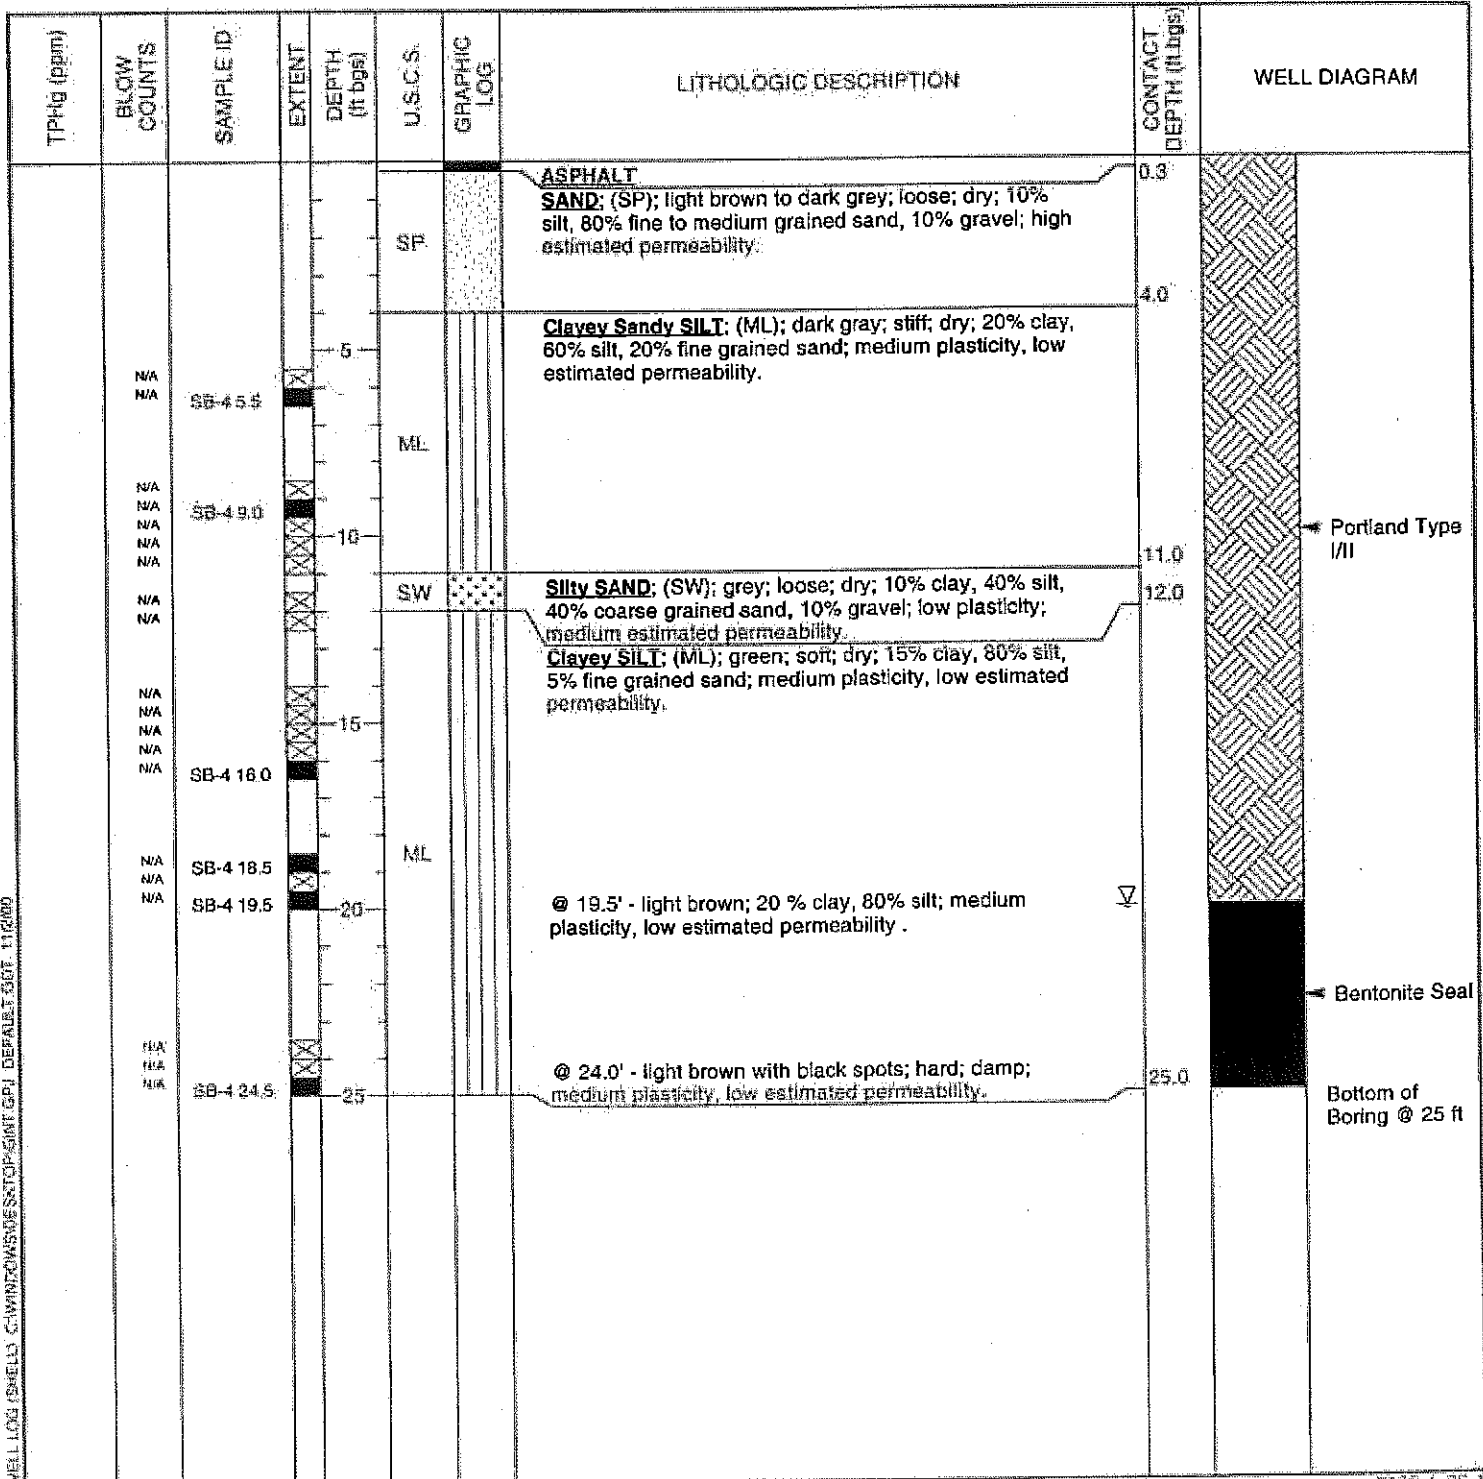 TPHg (ppm)
BLOW
COUNTS
SAMPLE ID
EXTENT
DEPTH
(ft bgs)
U.S.C.S.
GRAPHIC
LOG
LITHOLOGIC DESCRIPTION
CONTACT
DEPTH (ft bgs)
WELL DIAGRAM
ASPHALT
0.3
SAND; (SP); light brown to dark grey; loose; dry; 10%
silt, 80% fine to medium grained sand, 10% gravel; high
estimated permeability.
SP
4.0
Clayey Sandy SILT; (ML); dark gray; stiff; dry; 20% clay,
60% silt, 20% fine grained sand; medium plasticity, low
estimated permeability.
5
N/A
N/A
SB-4 5.5
ML
N/A
N/A
SB-4 9.0
N/A
N/A
N/A
10
Portland Type
I/II
11.0
SW
Silty SAND; (SW); grey; loose; dry; 10% clay, 40% silt,
40% coarse grained sand, 10% gravel; low plasticity;
medium estimated permeability.
12.0
N/A
N/A
Clayey SILT; (ML); green; soft; dry; 15% clay, 80% silt,
5% fine grained sand; medium plasticity, low estimated
permeability.
N/A
N/A
N/A
N/A
N/A
15
SB-4 16.0
ML
N/A
N/A
N/A
SB-4 18.5
SB-4 19.5
20
@ 19.5' - light brown; 20 % clay, 80% silt; medium
plasticity, low estimated permeability .
Bentonite Seal
N/A
N/A
N/A
SB-4 24.5
25
@ 24.0' - light brown with black spots; hard; damp;
medium plasticity, low estimated permeability.
25.0
Bottom of
Boring @ 25 ft
WELL LOG C:\WINDOWS\DESKTOP\GINT.GPJ DEFAULT.GDT